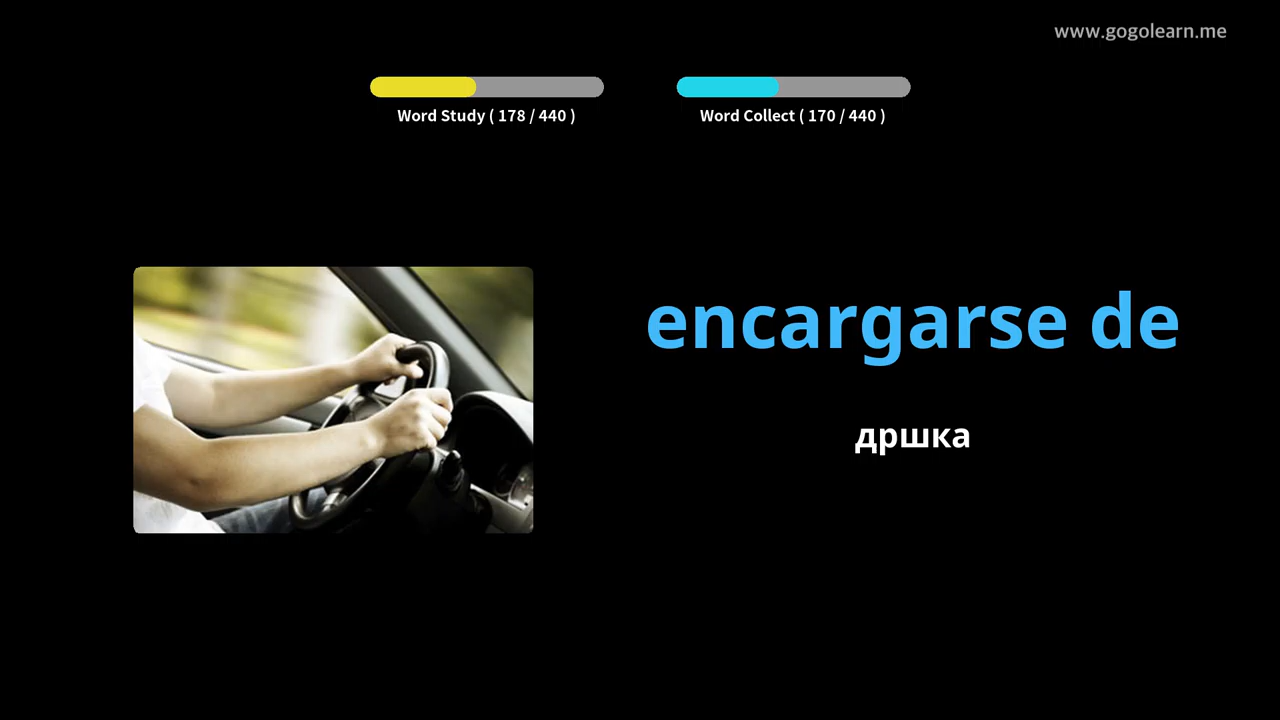 www.gogolearn.me
Word Study ( 178 / 440 )
Word Collect ( 170 / 440 )
encargarse de
дршка